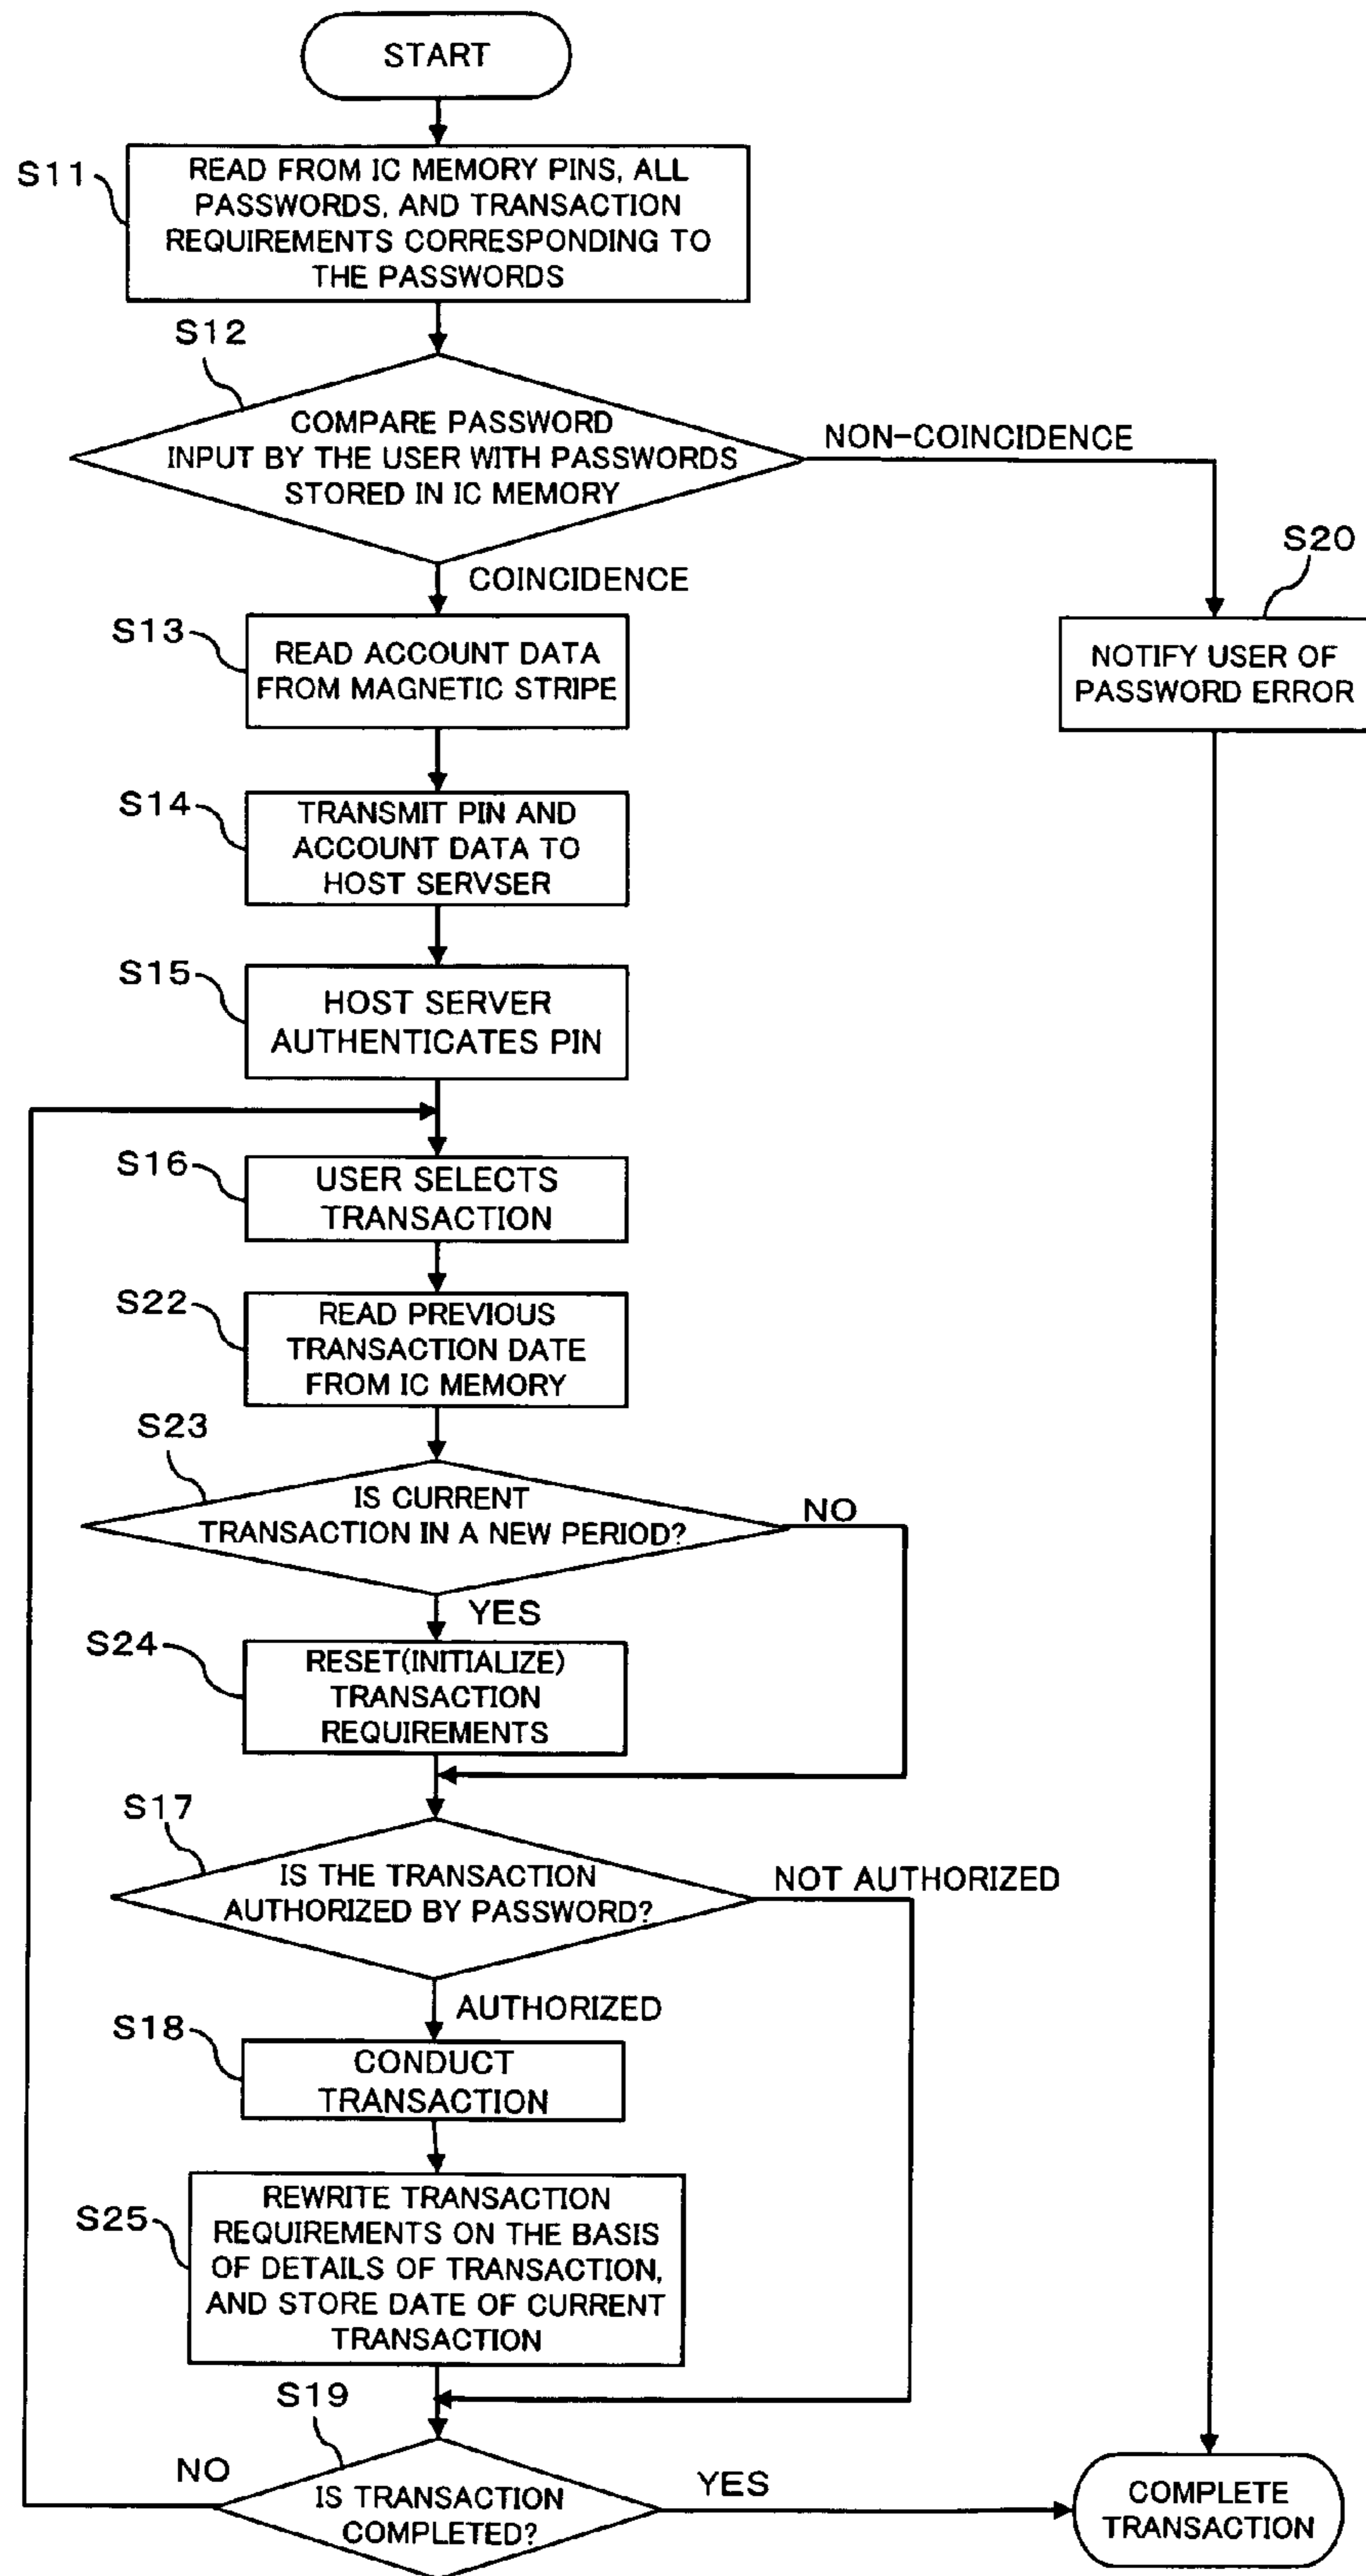 START
S11
READ FROM IC MEMORY PINS, ALL
PASSWORDS, AND TRANSACTION
REQUIREMENTS CORRESPONDING TO
THE PASSWORDS
S12
COMPARE PASSWORD
INPUT BY THE USER WITH PASSWORDS
STORED IN IC MEMORY
NON-COINCIDENCE
COINCIDENCE
S20
NOTIFY USER OF
PASSWORD ERROR
S13
READ ACCOUNT DATA
FROM MAGNETIC STRIPE
S14
TRANSMIT PIN AND
ACCOUNT DATA TO
HOST SERVSER
S15
HOST SERVER
AUTHENTICATES PIN
S16
USER SELECTS
TRANSACTION
S22
READ PREVIOUS
TRANSACTION DATE
FROM IC MEMORY
S23
IS CURRENT
TRANSACTION IN A NEW PERIOD?
NO
YES
S24
RESET(INITIALIZE)
TRANSACTION
REQUIREMENTS
S17
IS THE TRANSACTION
AUTHORIZED BY PASSWORD?
NOT AUTHORIZED
AUTHORIZED
S18
CONDUCT
TRANSACTION
S25
REWRITE TRANSACTION
REQUIREMENTS ON THE BASIS
OF DETAILS OF TRANSACTION,
AND STORE DATE OF CURRENT
TRANSACTION
S19
NO
IS TRANSACTION
COMPLETED?
YES
COMPLETE
TRANSACTION